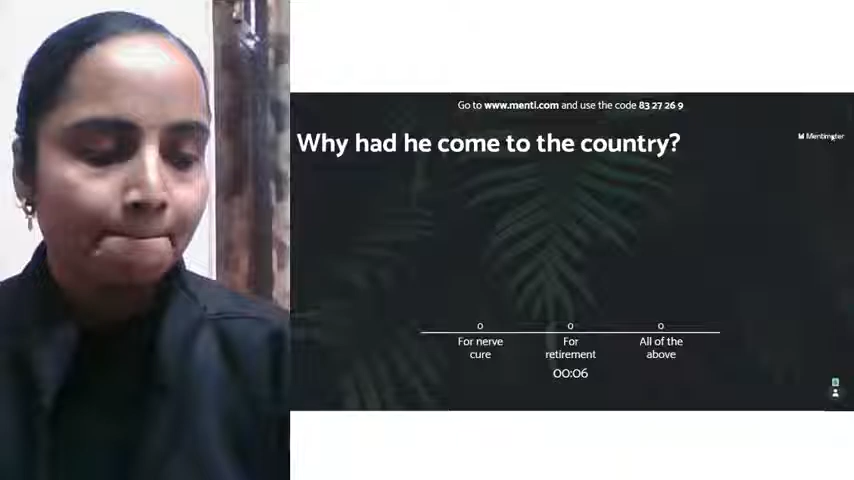 Go to www.menti.com and use the code 83 27 26 9
Why had he come to the country?
Mentimeter
0
0
0
For nerve
cure
For
retirement
All of the
above
00:06